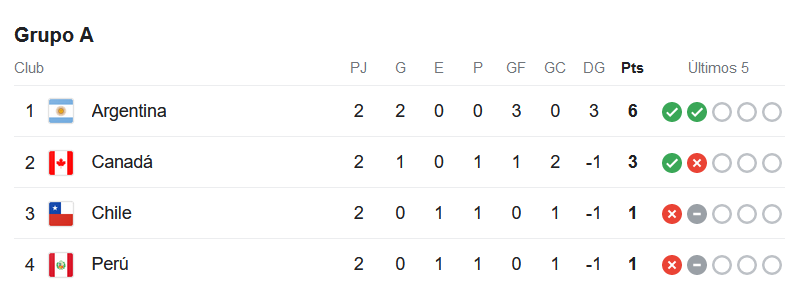 Grupo A
Club PJ G E P GF GC DG Pts Últimos 5
1 Argentina 2 2 0 0 3 0 3 6
2 Canadá 2 1 0 1 1 2 -1 3
3 Chile 2 0 1 1 0 1 -1 1
4 Perú 2 0 1 1 0 1 -1 1